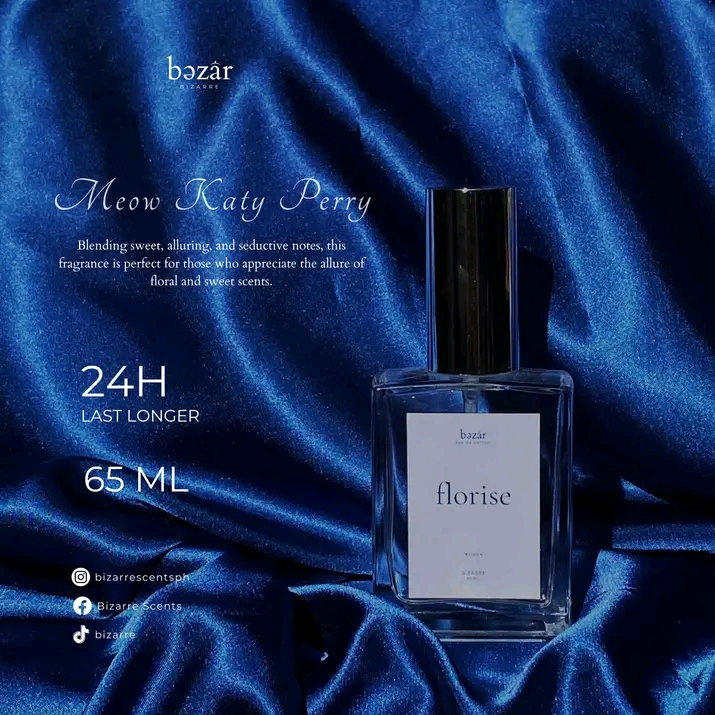 bəzâr
BIZARRE
Meow Katy Perry
Blending sweet, alluring, and seductive notes, this
fragrance is perfect for those who appreciate the allure of
floral and sweet scents.
24H
LAST LONGER
65 ML
bizarrescentsph
Bizarre Scents
bizarre
bəzâr
florise